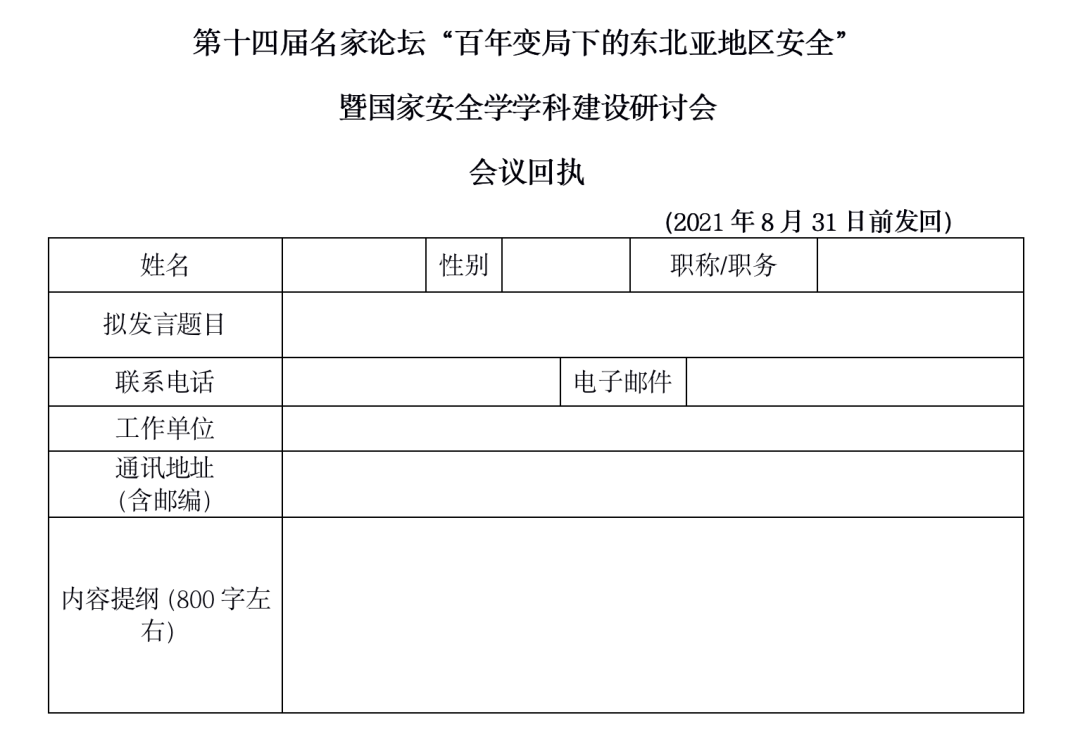 第十四届名家论坛“百年变局下的东北亚地区安全”
暨国家安全学学科建设研讨会
会议回执
(2021 年 8 月 31 日前发回)
姓名 性别 职称/职务
拟发言题目
联系电话 电子邮件
工作单位
通讯地址
(含邮编)
内容提纲 (800 字左
右)